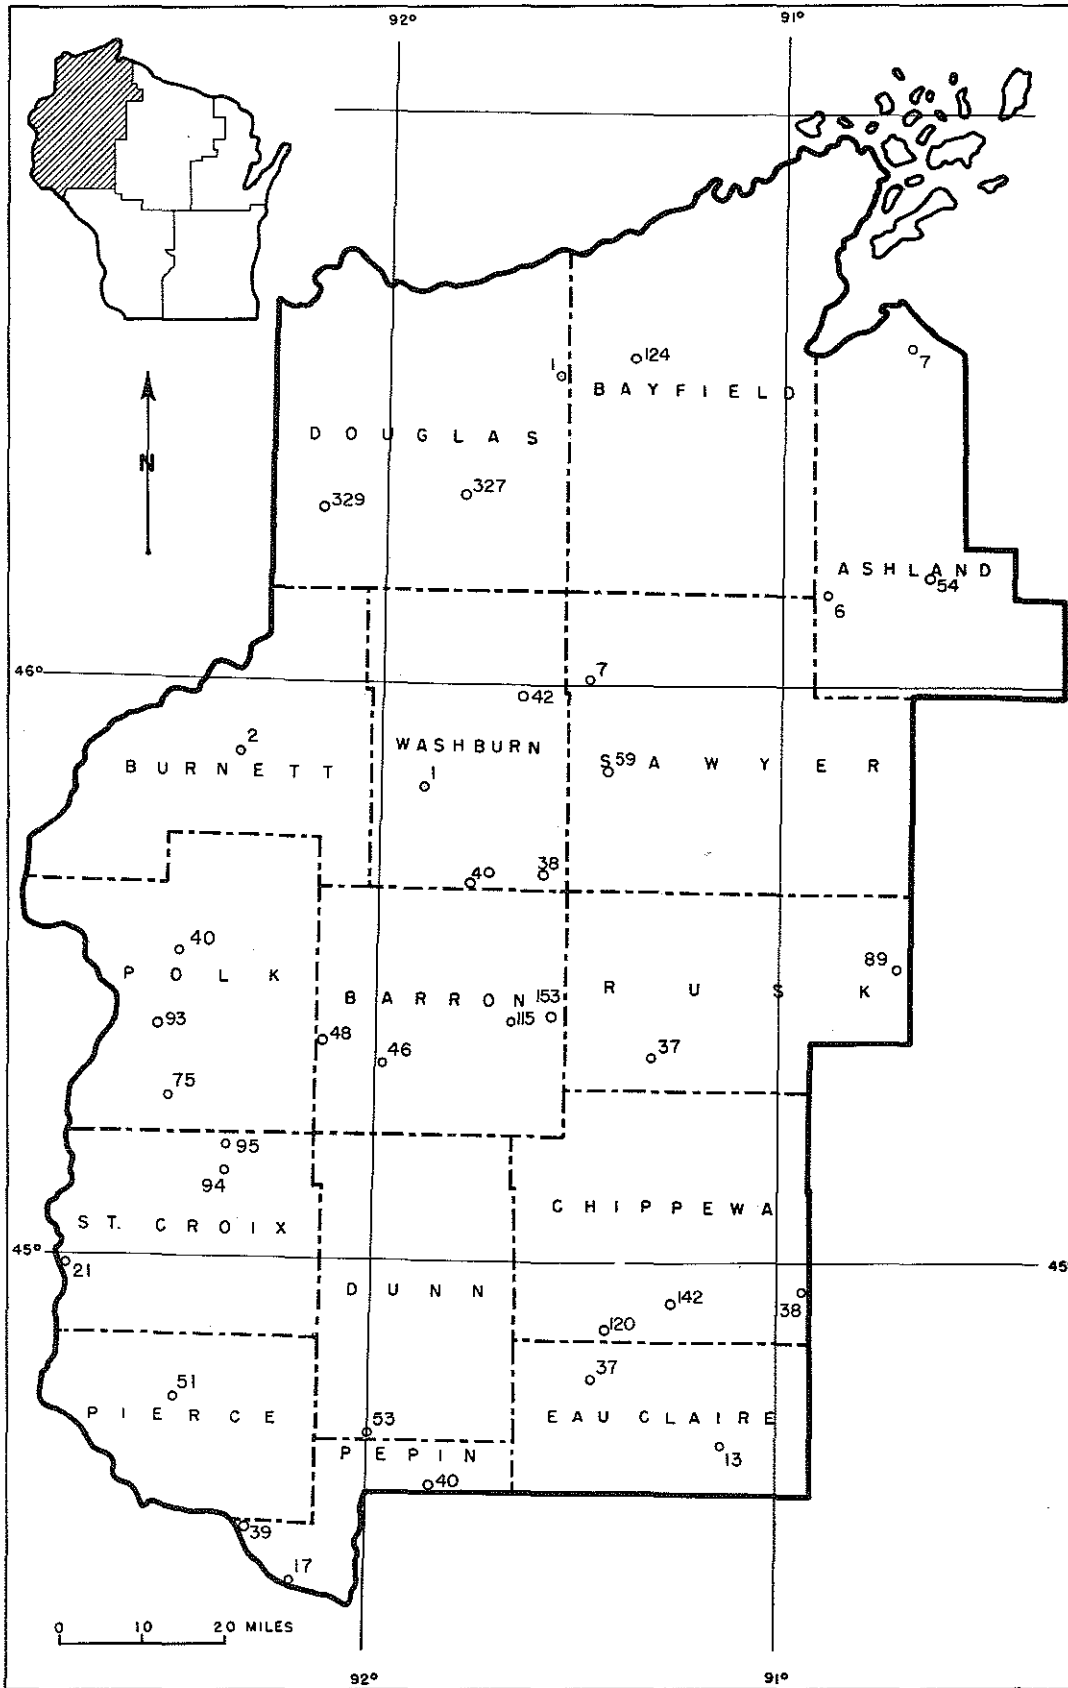 92°
91°
7
124
1
BAYFIELD
DOUGLAS
N
329
327
ASHLAND
54
6
46°
7
42
2
WASHBURN
59
SAWYER
BURNETT
1
40
38
40
89
POLK
BARRON
153
RUSK
93
115
48
46
37
75
95
94
CHIPPEWA
ST. CROIX
45°
45
21
DUNN
142
38
120
37
51
PIERCE
EAU CLAIRE
53
PEPIN
13
40
39
17
0 10 20 MILES
92°
91°